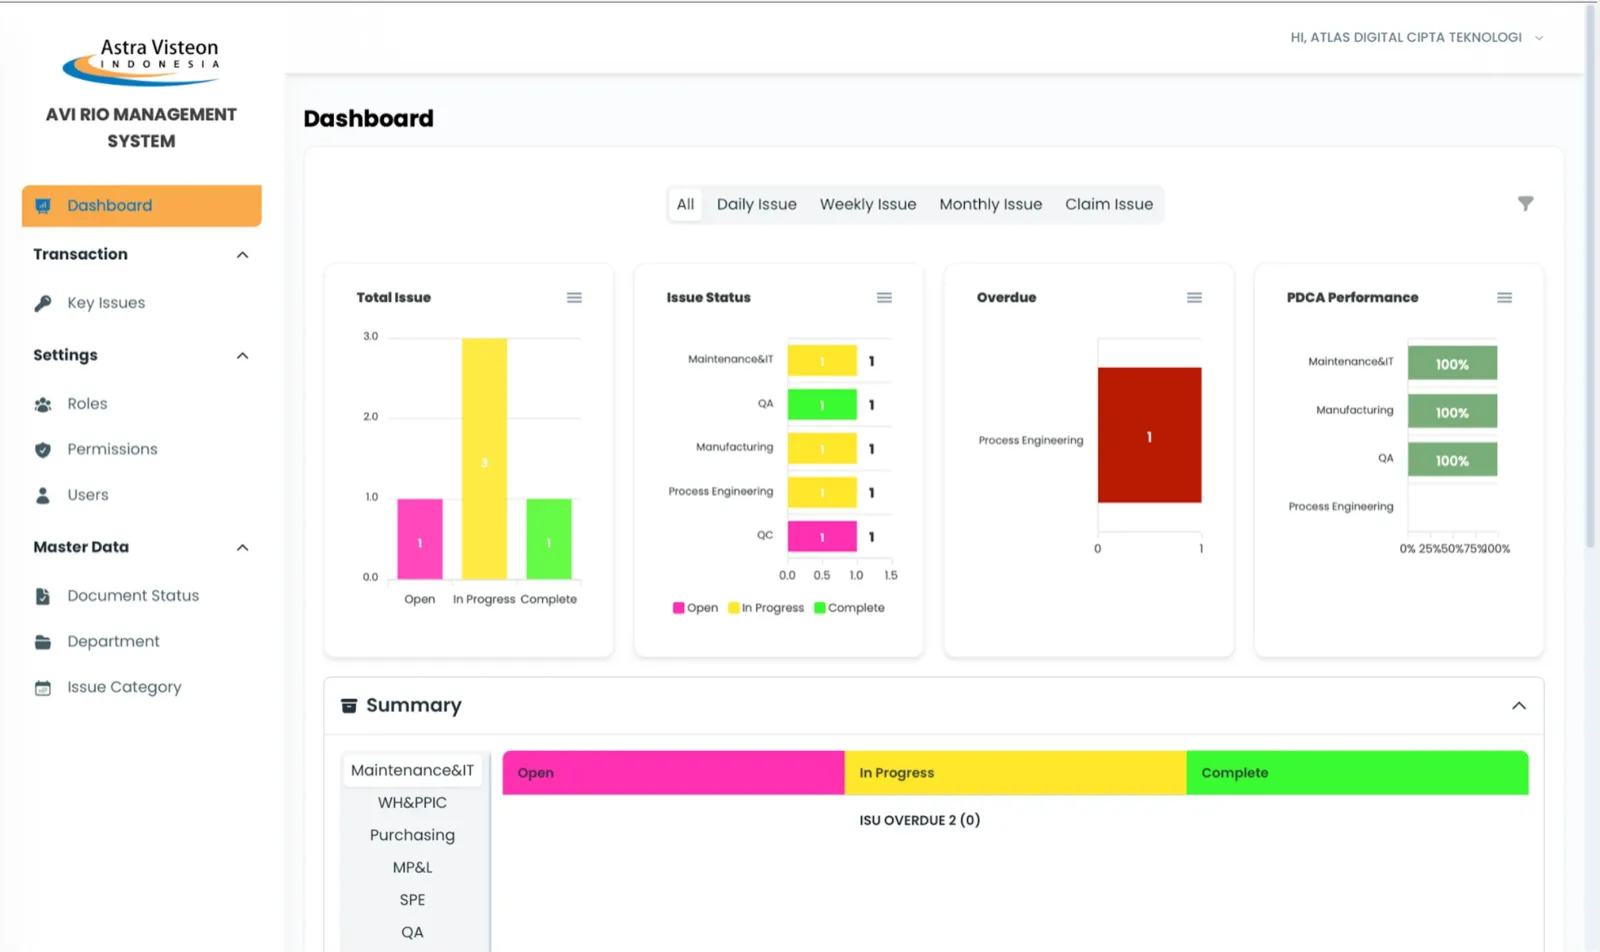 Astra Visteon
INDONESIA
AVI RIO MANAGEMENT
SYSTEM
HI, ATLAS DIGITAL CIPTA TEKNOLOGI
Dashboard
Transaction
Key Issues
Settings
Roles
Permissions
Users
Master Data
Document Status
Department
Issue Category
Dashboard
All Daily Issue Weekly Issue Monthly Issue Claim Issue
Total Issue
3.0
2.0
1.0
0.0
1
3
1
Open In Progress Complete
Issue Status
Maintenance&IT 1 1
QA 1 1
Manufacturing 1 1
Process Engineering 1 1
QC 1 1
0.0 0.5 1.0 1.5
Open In Progress Complete
Overdue
Process Engineering 1
0 1
PDCA Performance
Maintenance&IT 100%
Manufacturing 100%
QA 100%
Process Engineering
0% 25% 50% 75% 100%
Summary
Maintenance&IT
WH&PPIC
Purchasing
MP&L
SPE
QA
Open In Progress Complete
ISU OVERDUE 2 (0)